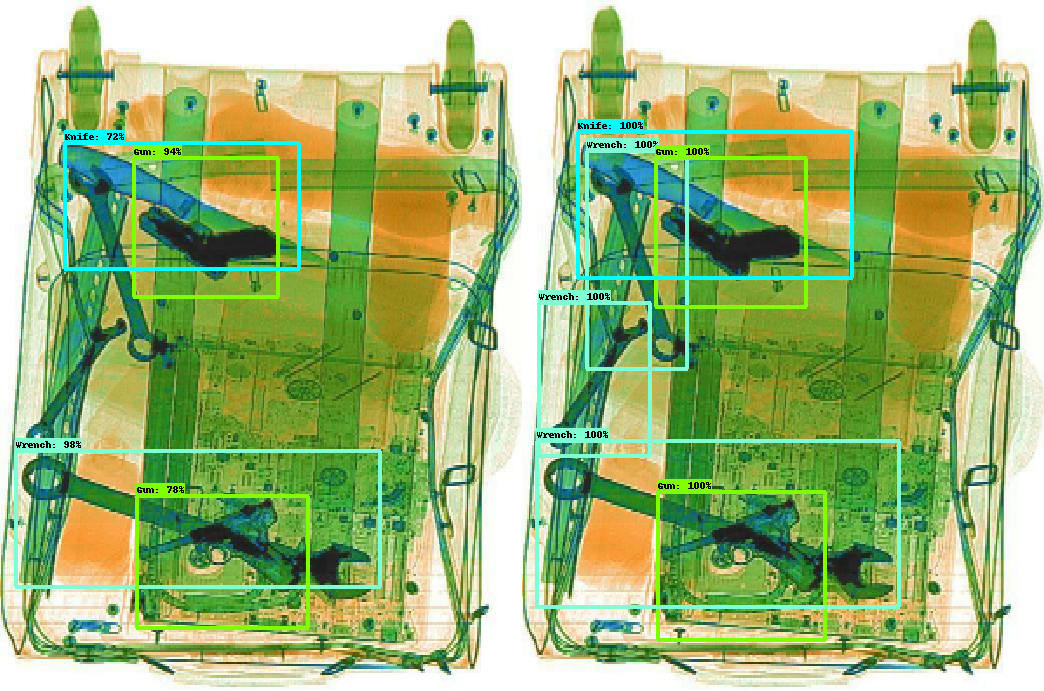 Knife: 72%
Gun: 94%
Wrench: 98%
Gun: 78%
Knife: 100%
Wrench: 100%
Gun: 100%
Wrench: 100%
Wrench: 100%
Gun: 100%